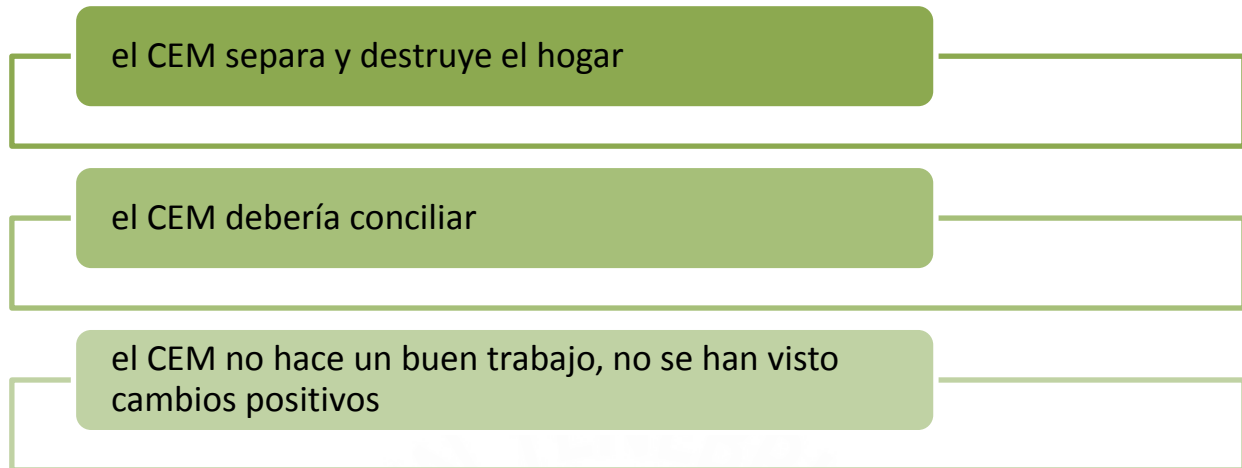 el CEM separa y destruye el hogar
el CEM debería conciliar
el CEM no hace un buen trabajo, no se han visto
cambios positivos